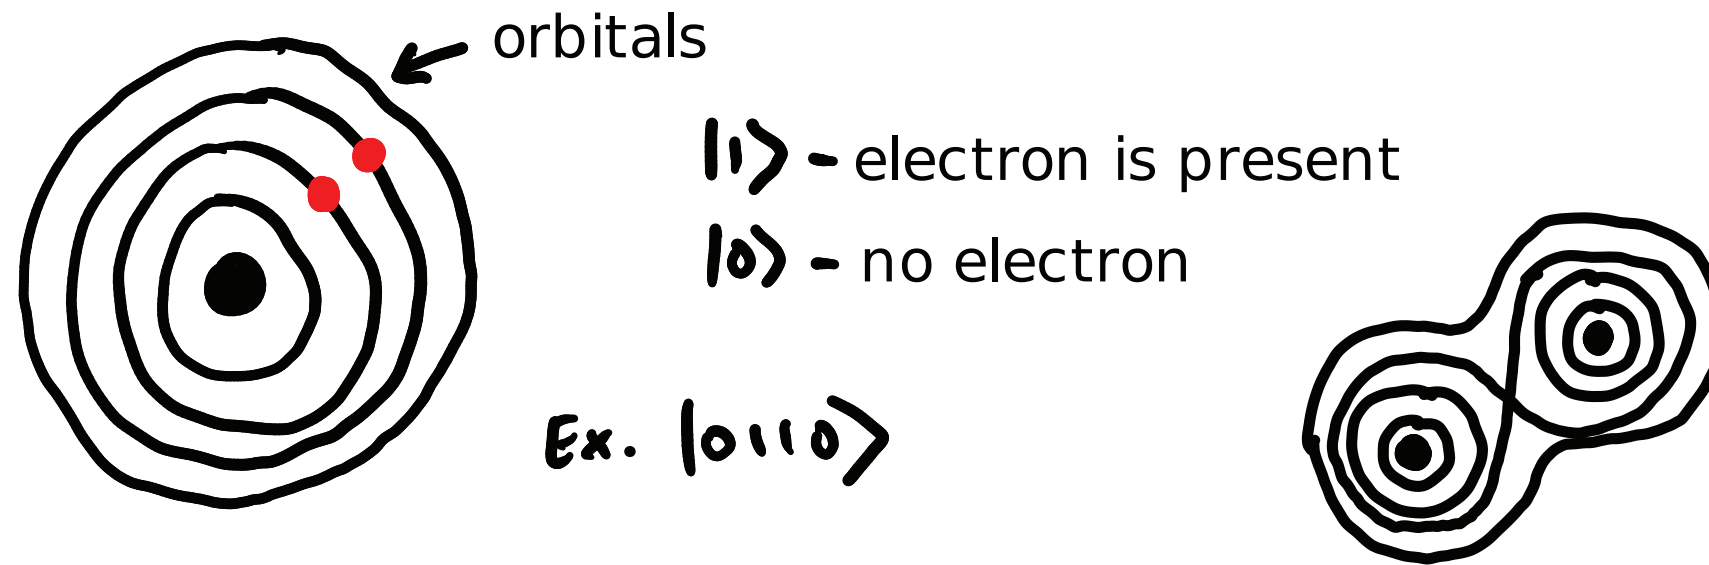 orbitals
|1⟩ - electron is present
|0⟩ - no electron
Ex. |0110⟩